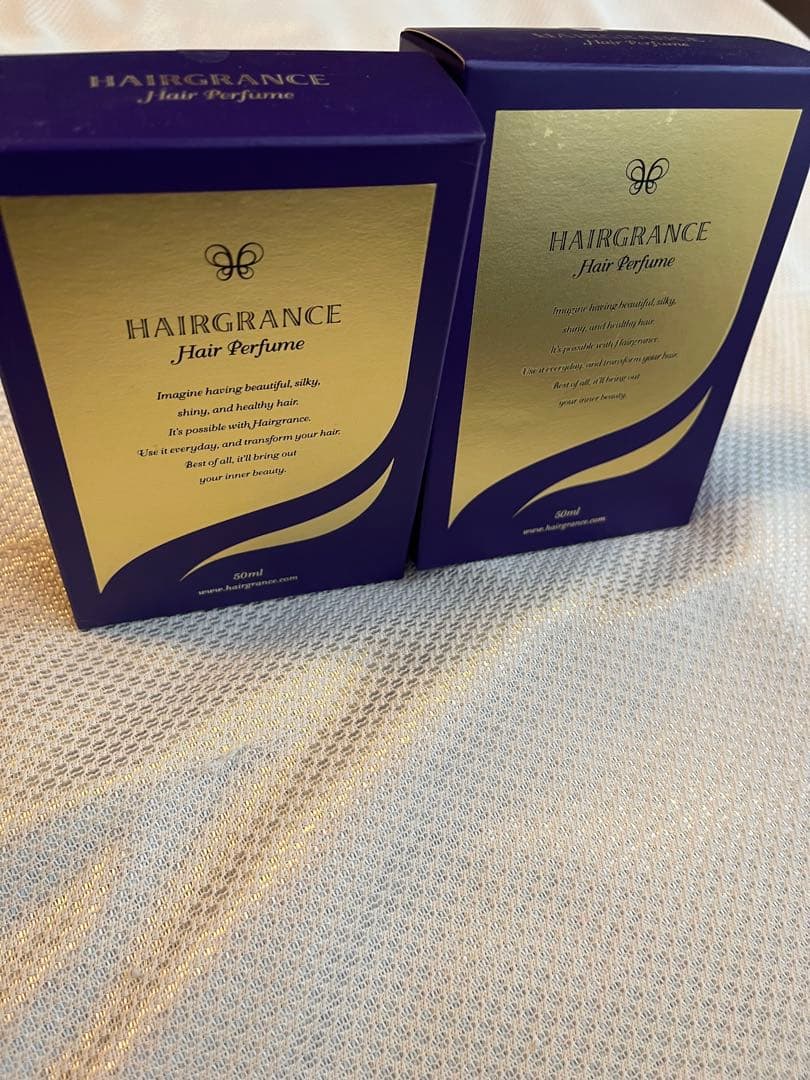 HAIRGRANCE
Hair Perfume
HAIRGRANCE
Hair Perfume
Imagine having beautiful, silky,
shiny, and healthy hair.
It's possible with Hairgrance.
Use it everyday, and transform your hair.
Best of all, it'll bring out
your inner beauty.
50ml
www.hairgrance.com
HAIRGRANCE
Hair Perfume
HAIRGRANCE
Hair Perfume
Imagine having beautiful, silky,
shiny, and healthy hair.
It's possible with Hairgrance.
Use it everyday, and transform your hair.
Best of all, it'll bring out
your inner beauty.
50ml
www.hairgrance.com